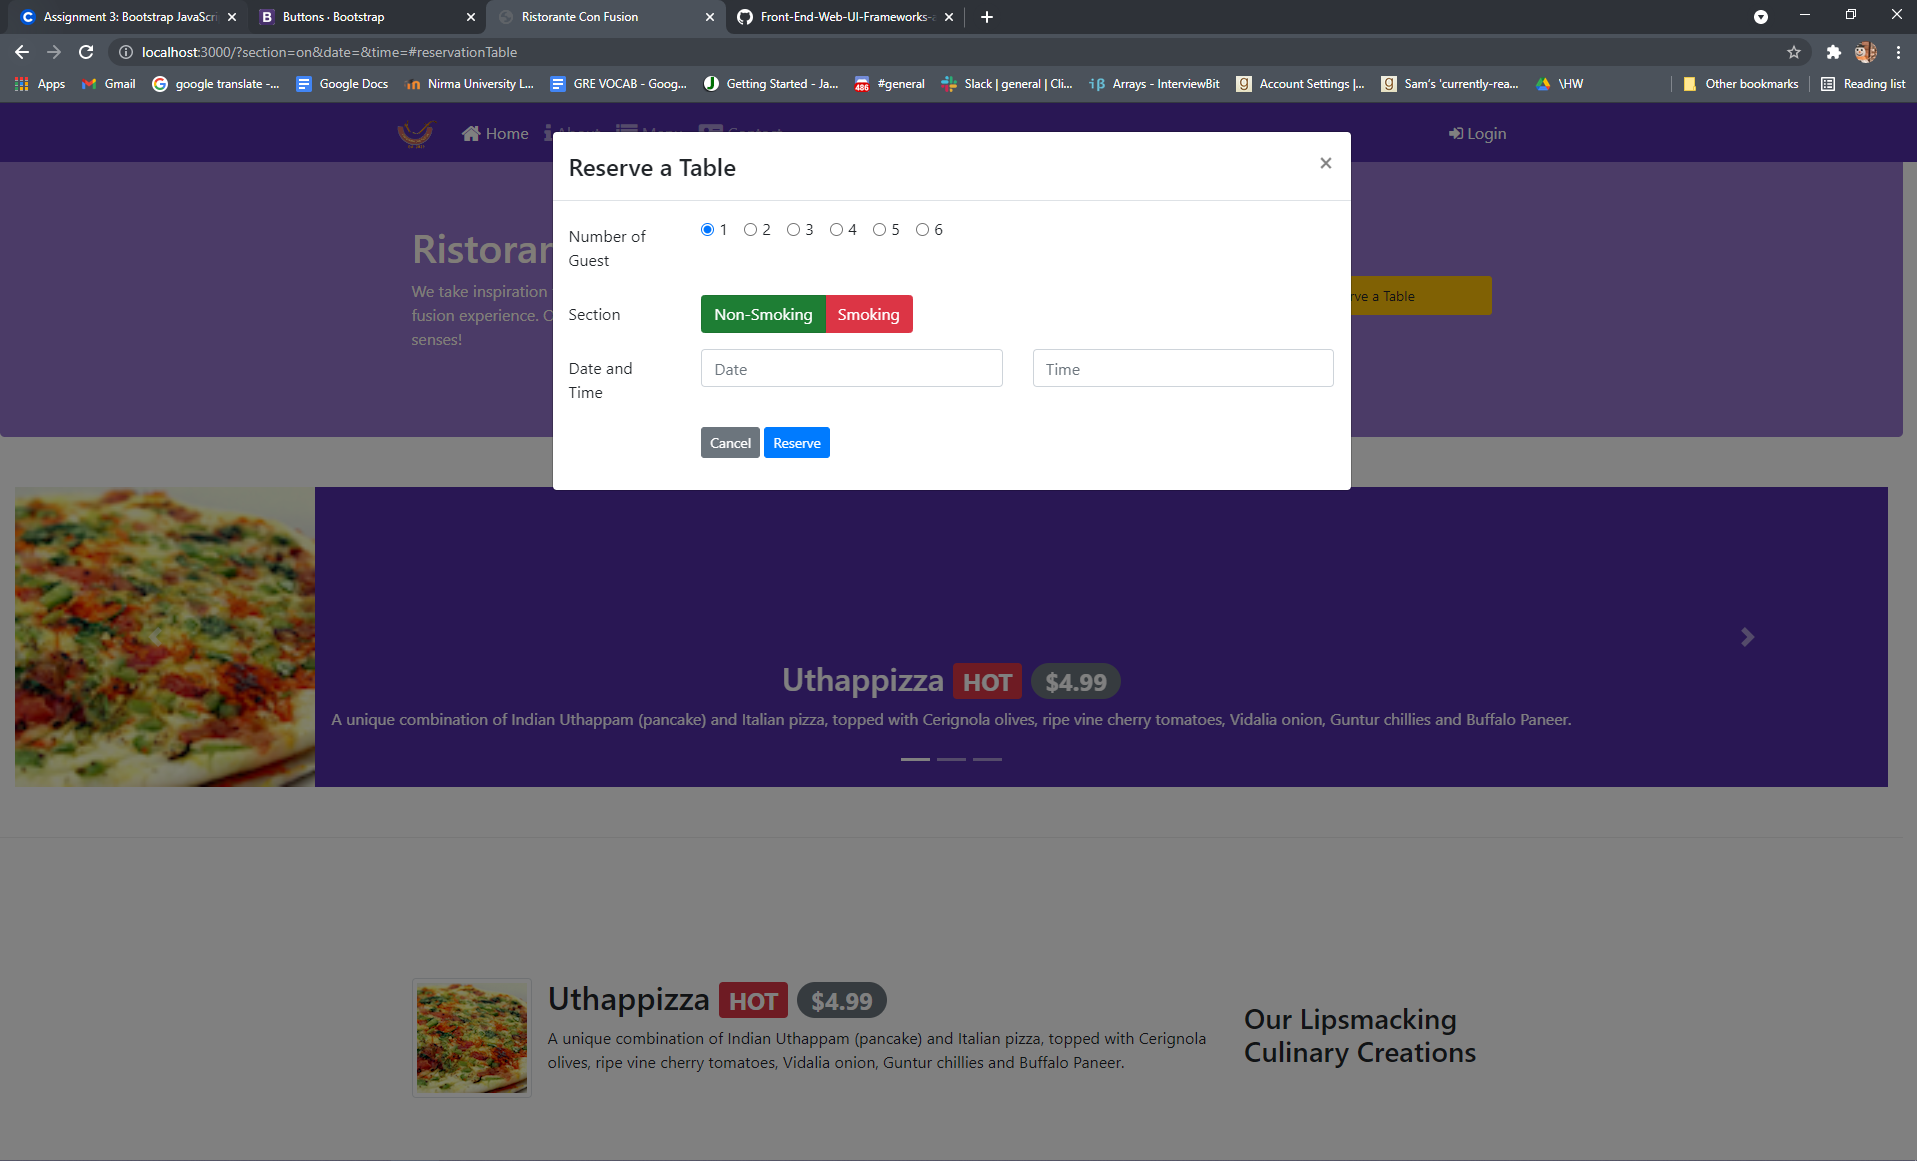 Assignment 3: Bootstrap JavaScri
Buttons · Bootstrap
Ristorante Con Fusion
Front-End-Web-UI-Frameworks-a
localhost:3000/?section=on&date=&time=#reservationTable
Apps
Gmail
google translate -...
Google Docs
Nirma University L...
GRE VOCAB - Goog...
Getting Started - Ja...
486
#general
Slack | general | Cli...
Arrays - InterviewBit
Account Settings |...
Sam's 'currently-rea...
\HW
Other bookmarks
Reading list
Home
About
Menu
Contact
Login
Reserve a Table
×
Number of
Guest
1 2 3 4 5 6
Section
Non-Smoking
Smoking
Date and
Time
Date
Time
Cancel
Reserve
Ristoran
We take inspiration
fusion experience.
senses!
rve a Table
Uthappizza HOT $4.99
A unique combination of Indian Uthappam (pancake) and Italian pizza, topped with Cerignola olives, ripe vine cherry tomatoes, Vidalia onion, Guntur chillies and Buffalo Paneer.
Uthappizza HOT $4.99
A unique combination of Indian Uthappam (pancake) and Italian pizza, topped with Cerignola
olives, ripe vine cherry tomatoes, Vidalia onion, Guntur chillies and Buffalo Paneer.
Our Lipsmacking
Culinary Creations